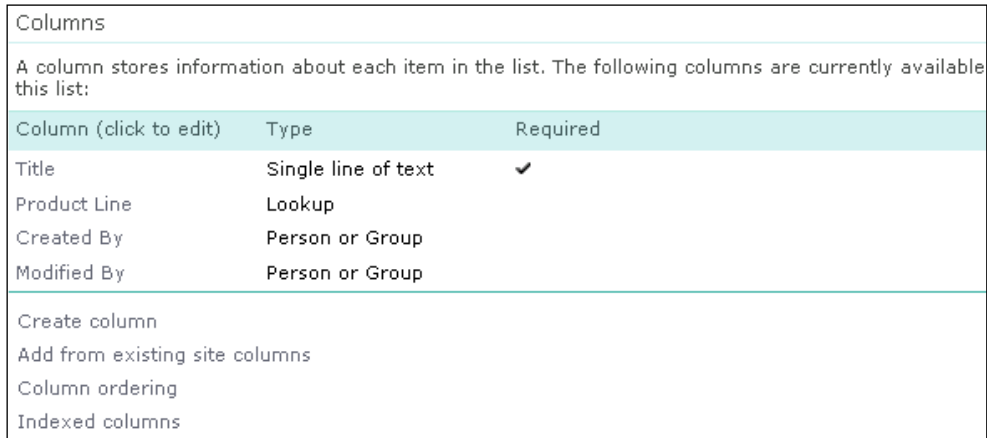 Columns
A column stores information about each item in the list. The following columns are currently available
this list:
Column (click to edit) Type Required
Title Single line of text
Product Line Lookup
Created By Person or Group
Modified By Person or Group
Create column
Add from existing site columns
Column ordering
Indexed columns